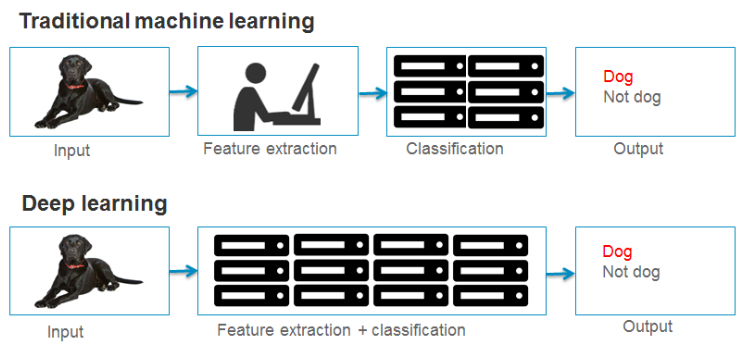 Traditional machine learning
Dog
Not dog
Input
Feature extraction
Classification
Output
Deep learning
Dog
Not dog
Input
Feature extraction + classification
Output